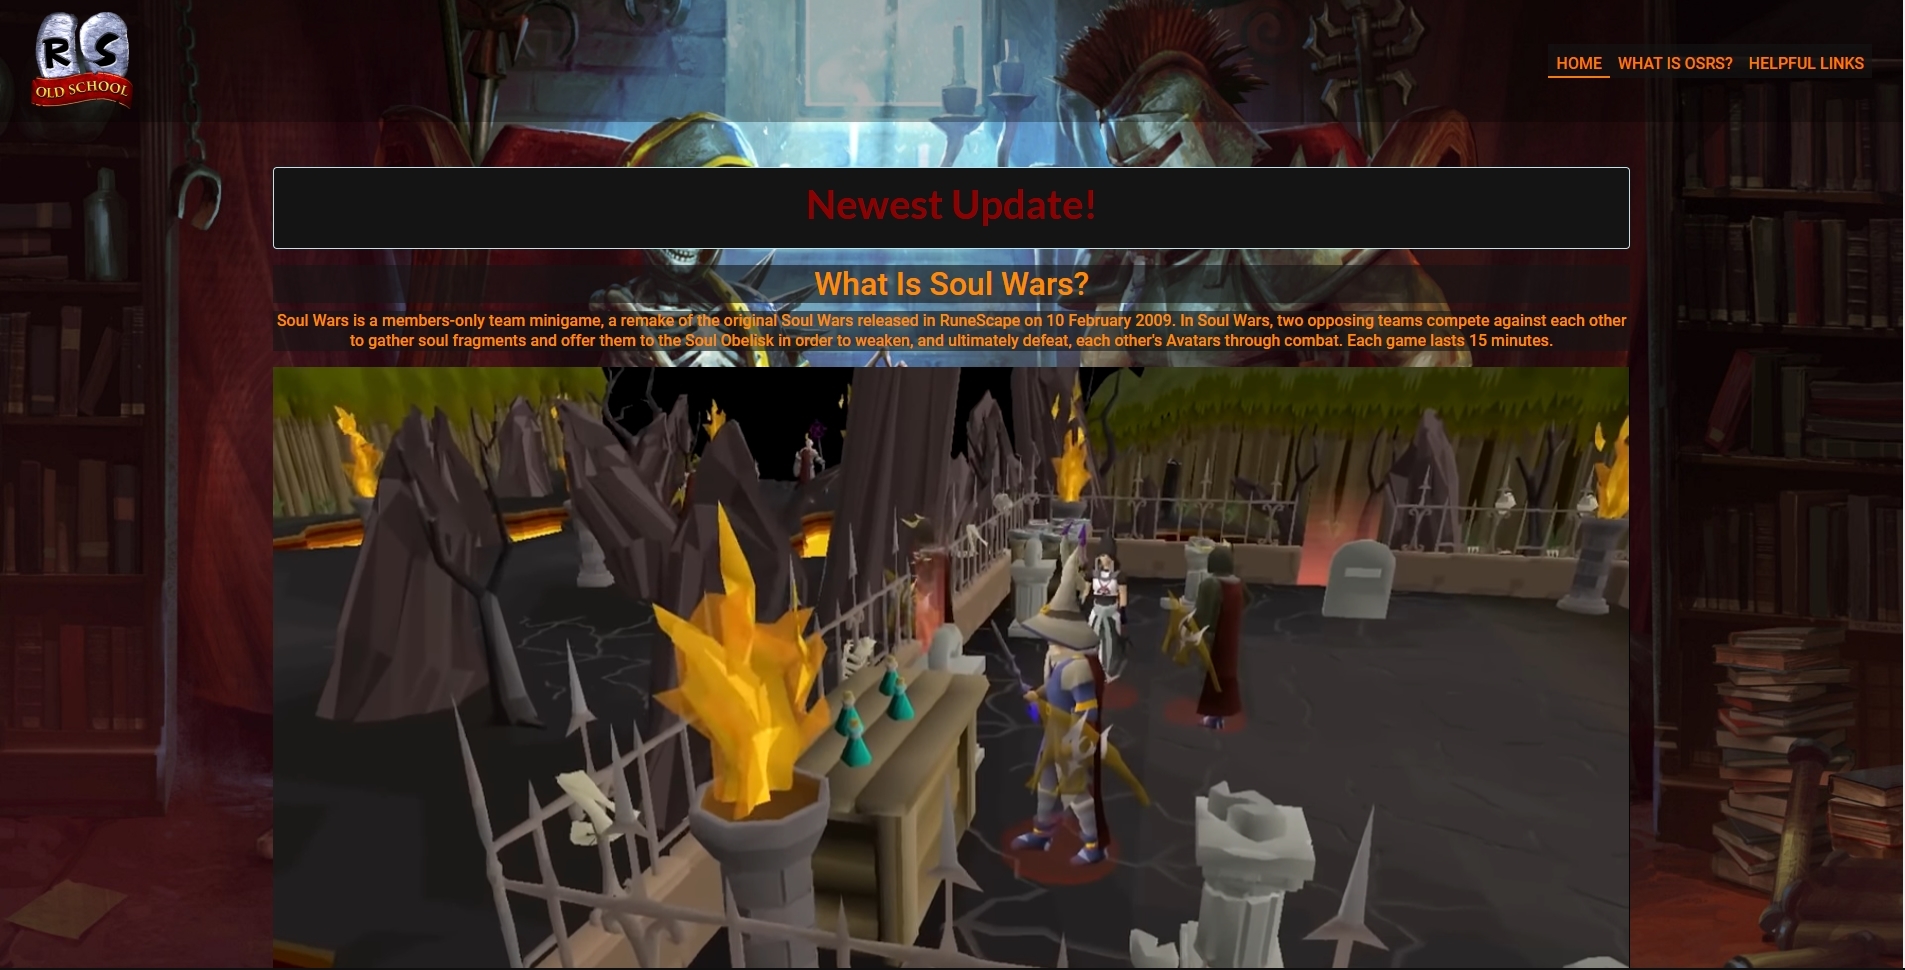 RS
OLD SCHOOL
HOME WHAT IS OSRS? HELPFUL LINKS
Newest Update!
What Is Soul Wars?
Soul Wars is a members-only team minigame, a remake of the original Soul Wars released in RuneScape on 10 February 2009. In Soul Wars, two opposing teams compete against each other
to gather soul fragments and offer them to the Soul Obelisk in order to weaken, and ultimately defeat, each other's Avatars through combat. Each game lasts 15 minutes.